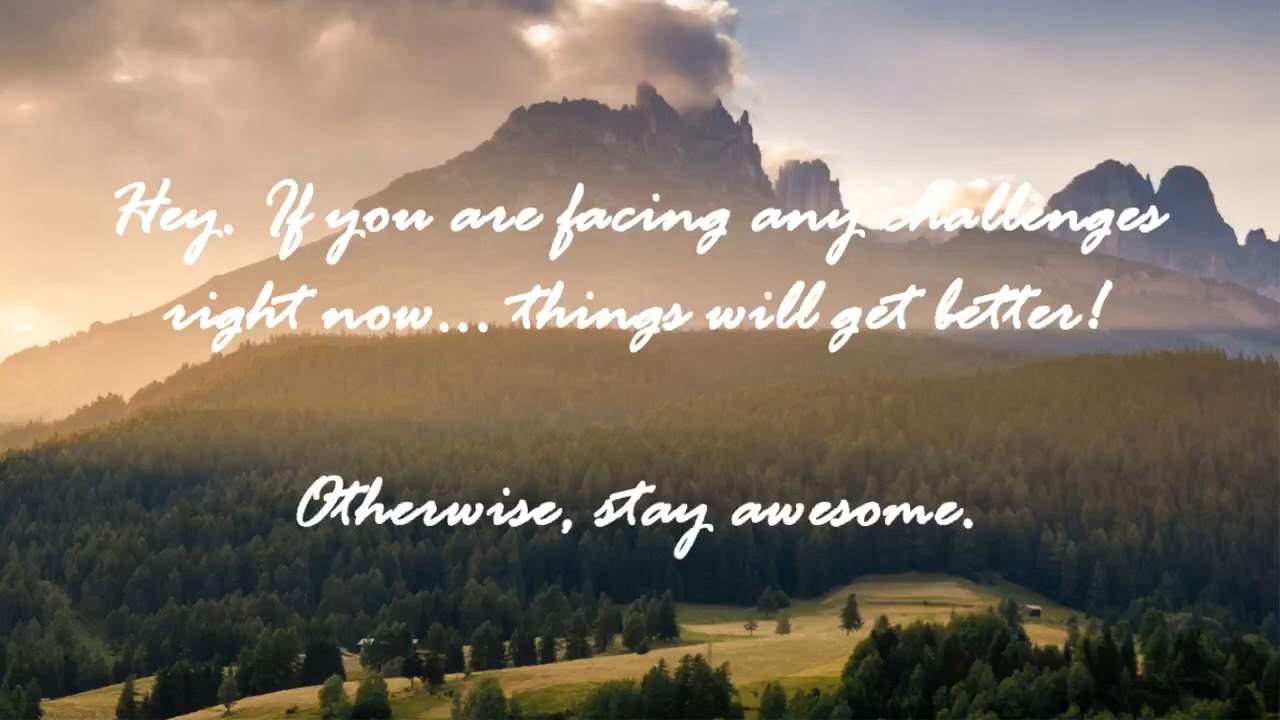 Hey. If you are facing any challenges
right now... things will get better!
Otherwise, stay awesome.